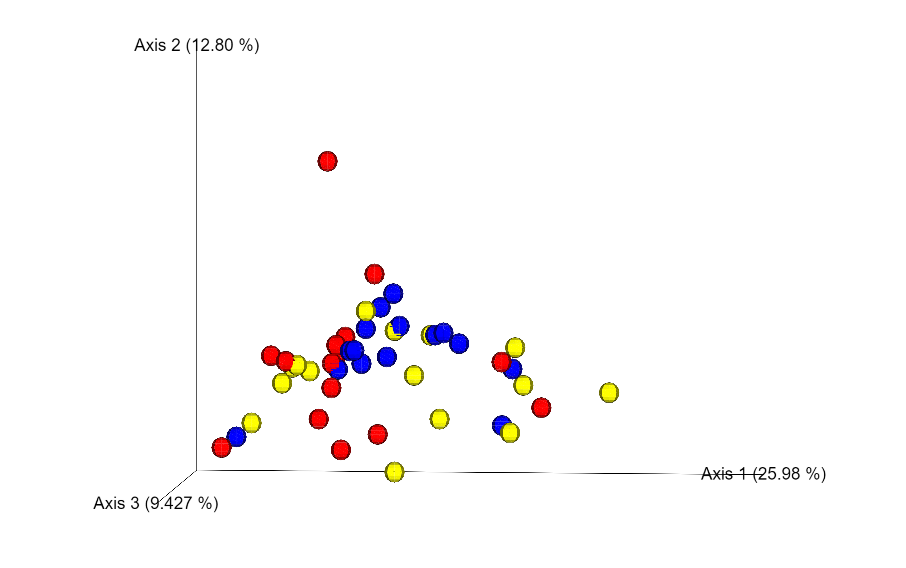 Axis 2 (12.80 %)
Axis 1 (25.98 %)
Axis 3 (9.427 %)